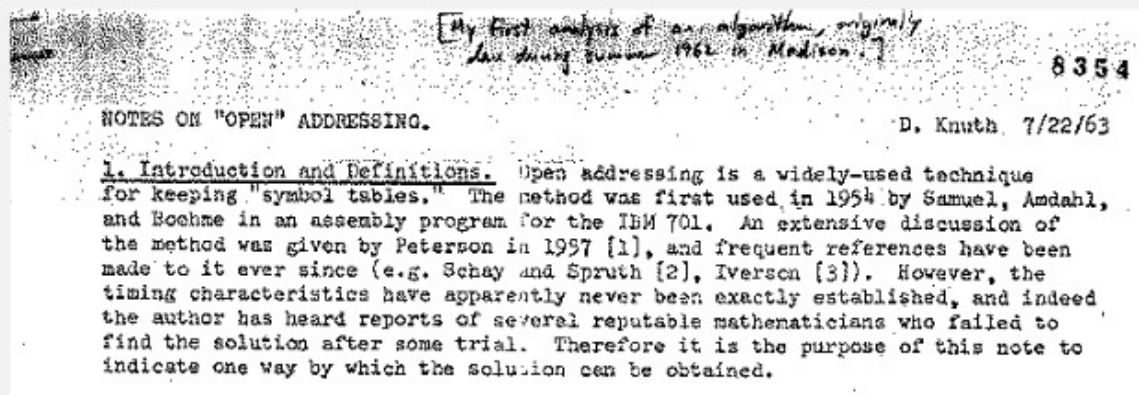 [My first analysis of an algorithm, originally
done during summer 1962 in Madison.]
8354
NOTES ON "OPEN" ADDRESSING.
D. Knuth 7/22/63
1. Introduction and Definitions. Open addressing is a widely-used technique
for keeping "symbol tables." The method was first used in 1954 by Samuel, Amdahl,
and Boehme in an assembly program for the IBM 701. An extensive discussion of
the method was given by Peterson in 1957 [1], and frequent references have been
made to it ever since (e.g. Schay and Spruth [2], Iverson [3]). However, the
timing characteristics have apparently never been exactly established, and indeed
the author has heard reports of several reputable mathematicians who failed to
find the solution after some trial. Therefore it is the purpose of this note to
indicate one way by which the solution can be obtained.